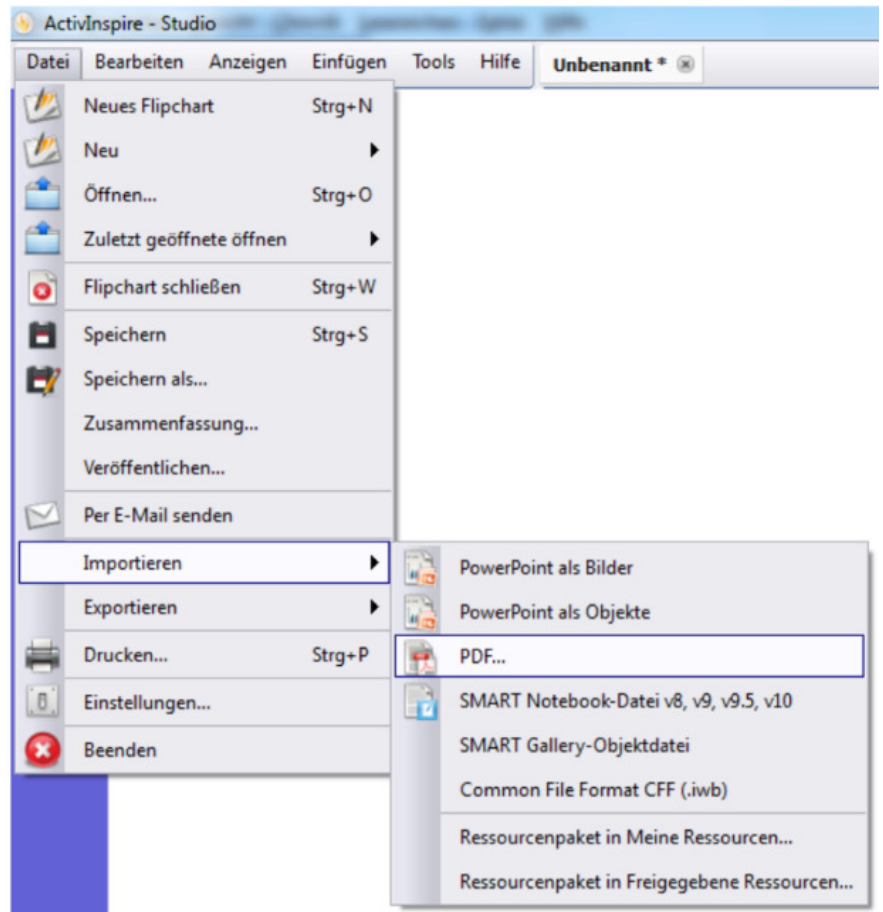 ActivInspire - Studio
Datei Bearbeiten Anzeigen Einfügen Tools Hilfe Unbenannt *
Neues Flipchart Strg+N
Neu
Öffnen... Strg+O
Zuletzt geöffnete öffnen
Flipchart schließen Strg+W
Speichern Strg+S
Speichern als...
Zusammenfassung...
Veröffentlichen...
Per E-Mail senden
Importieren
Exportieren
Drucken... Strg+P
Einstellungen...
Beenden
PowerPoint als Bilder
PowerPoint als Objekte
PDF...
SMART Notebook-Datei v8, v9, v9.5, v10
SMART Gallery-Objektdatei
Common File Format CFF (.iwb)
Ressourcenpaket in Meine Ressourcen...
Ressourcenpaket in Freigegebene Ressourcen...